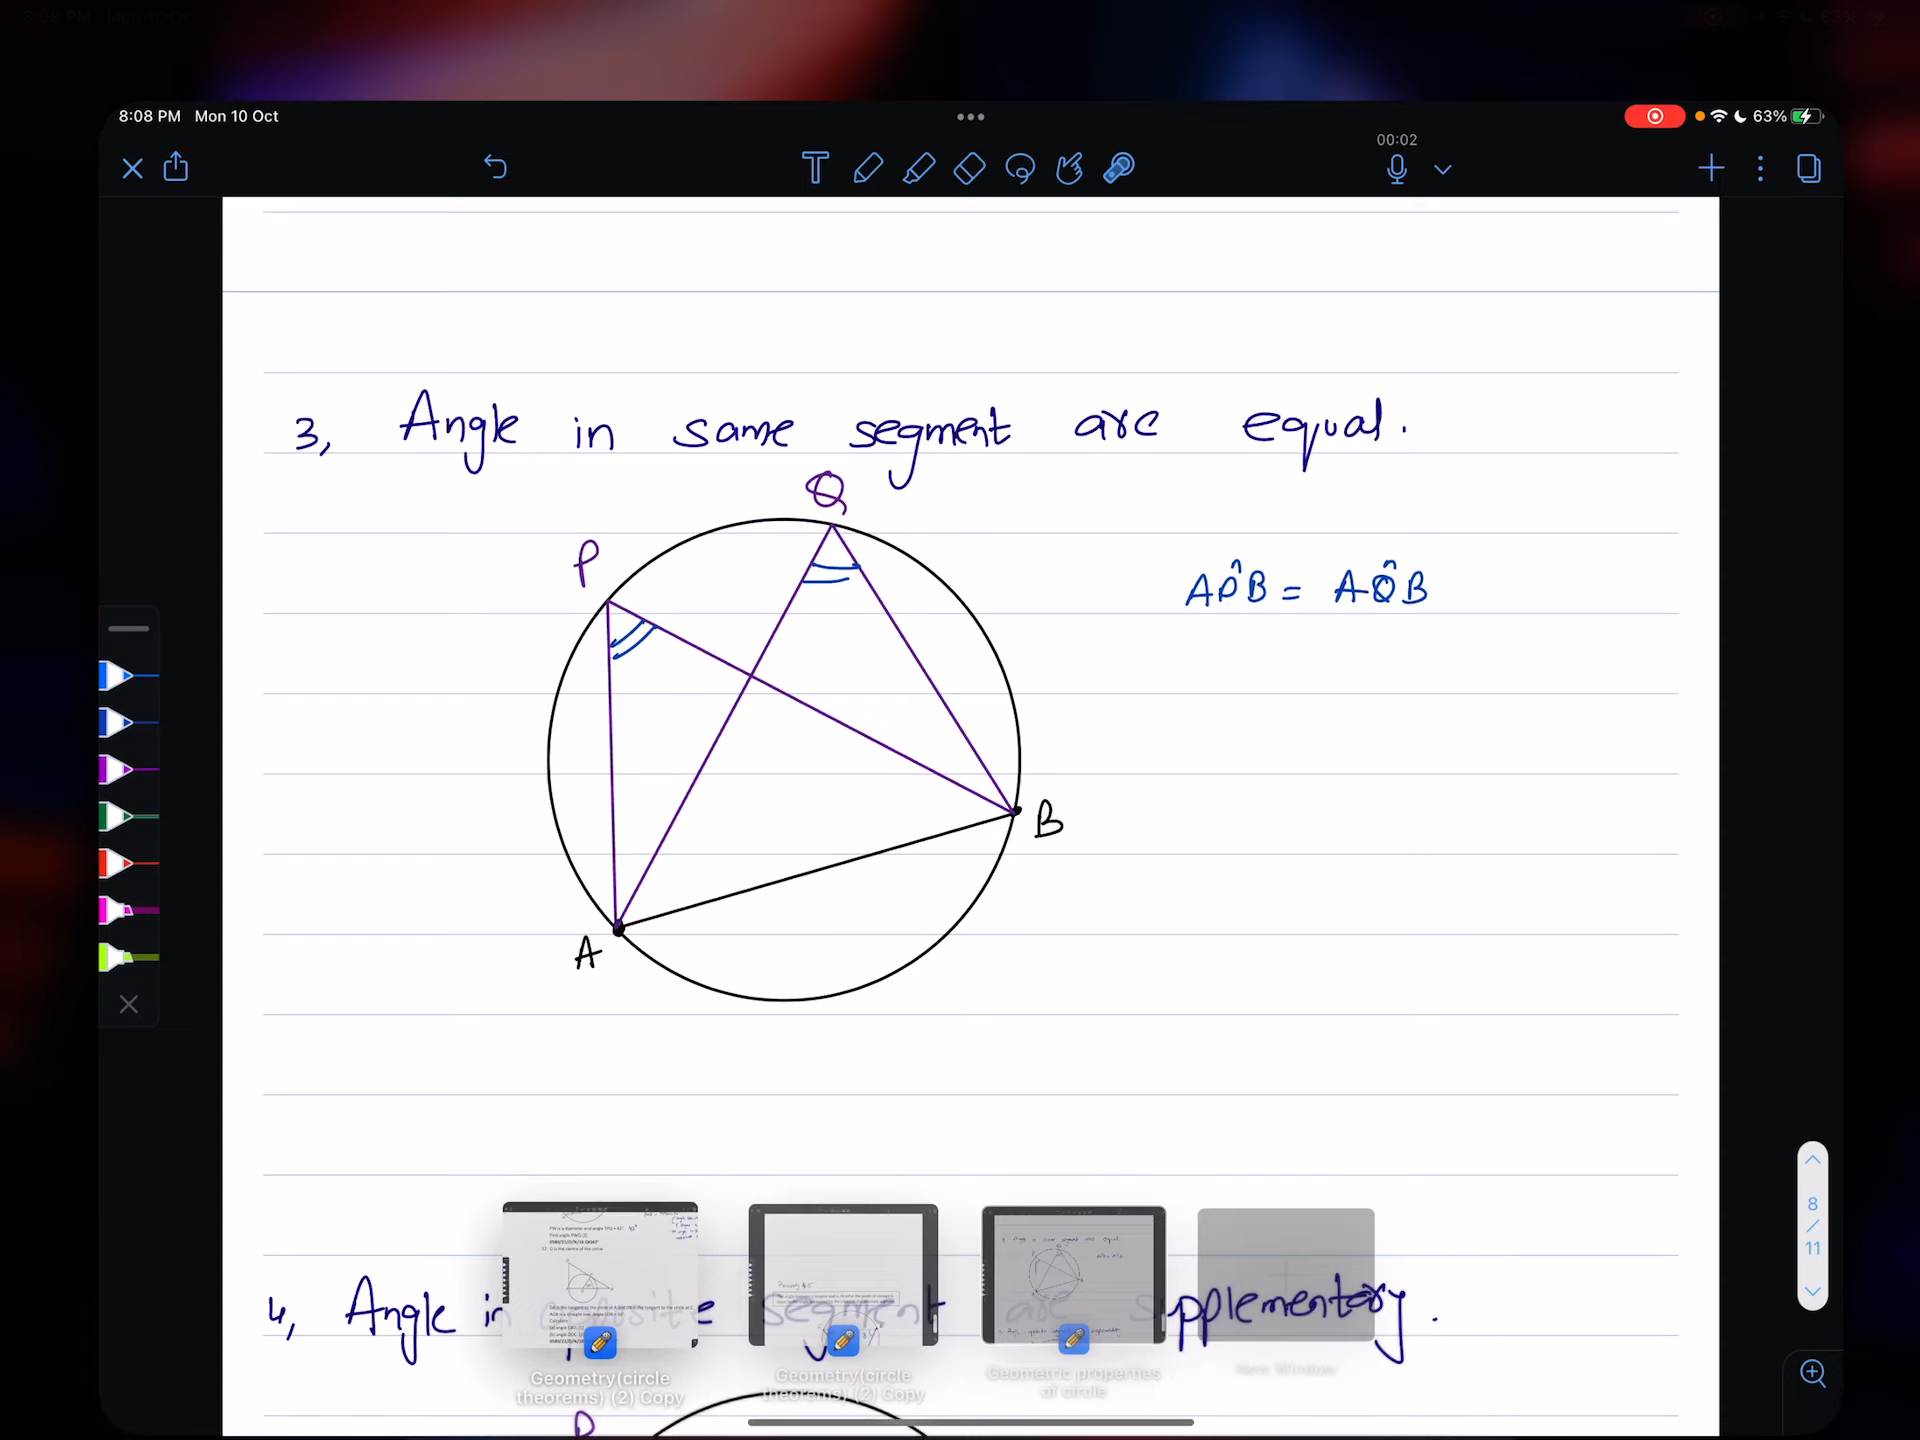 8:08 PM Mon 10 Oct
63%
00:02
3, Angle in same segment are equal.
Q
P
AP̂B = AQ̂B
B
A
8
/
11
4, Angle in segment supplementary.
Geometry(circle theorems) (2) Copy
Geometry(circle theorems) (2) Copy
Geometric properties of circle
New Window
P